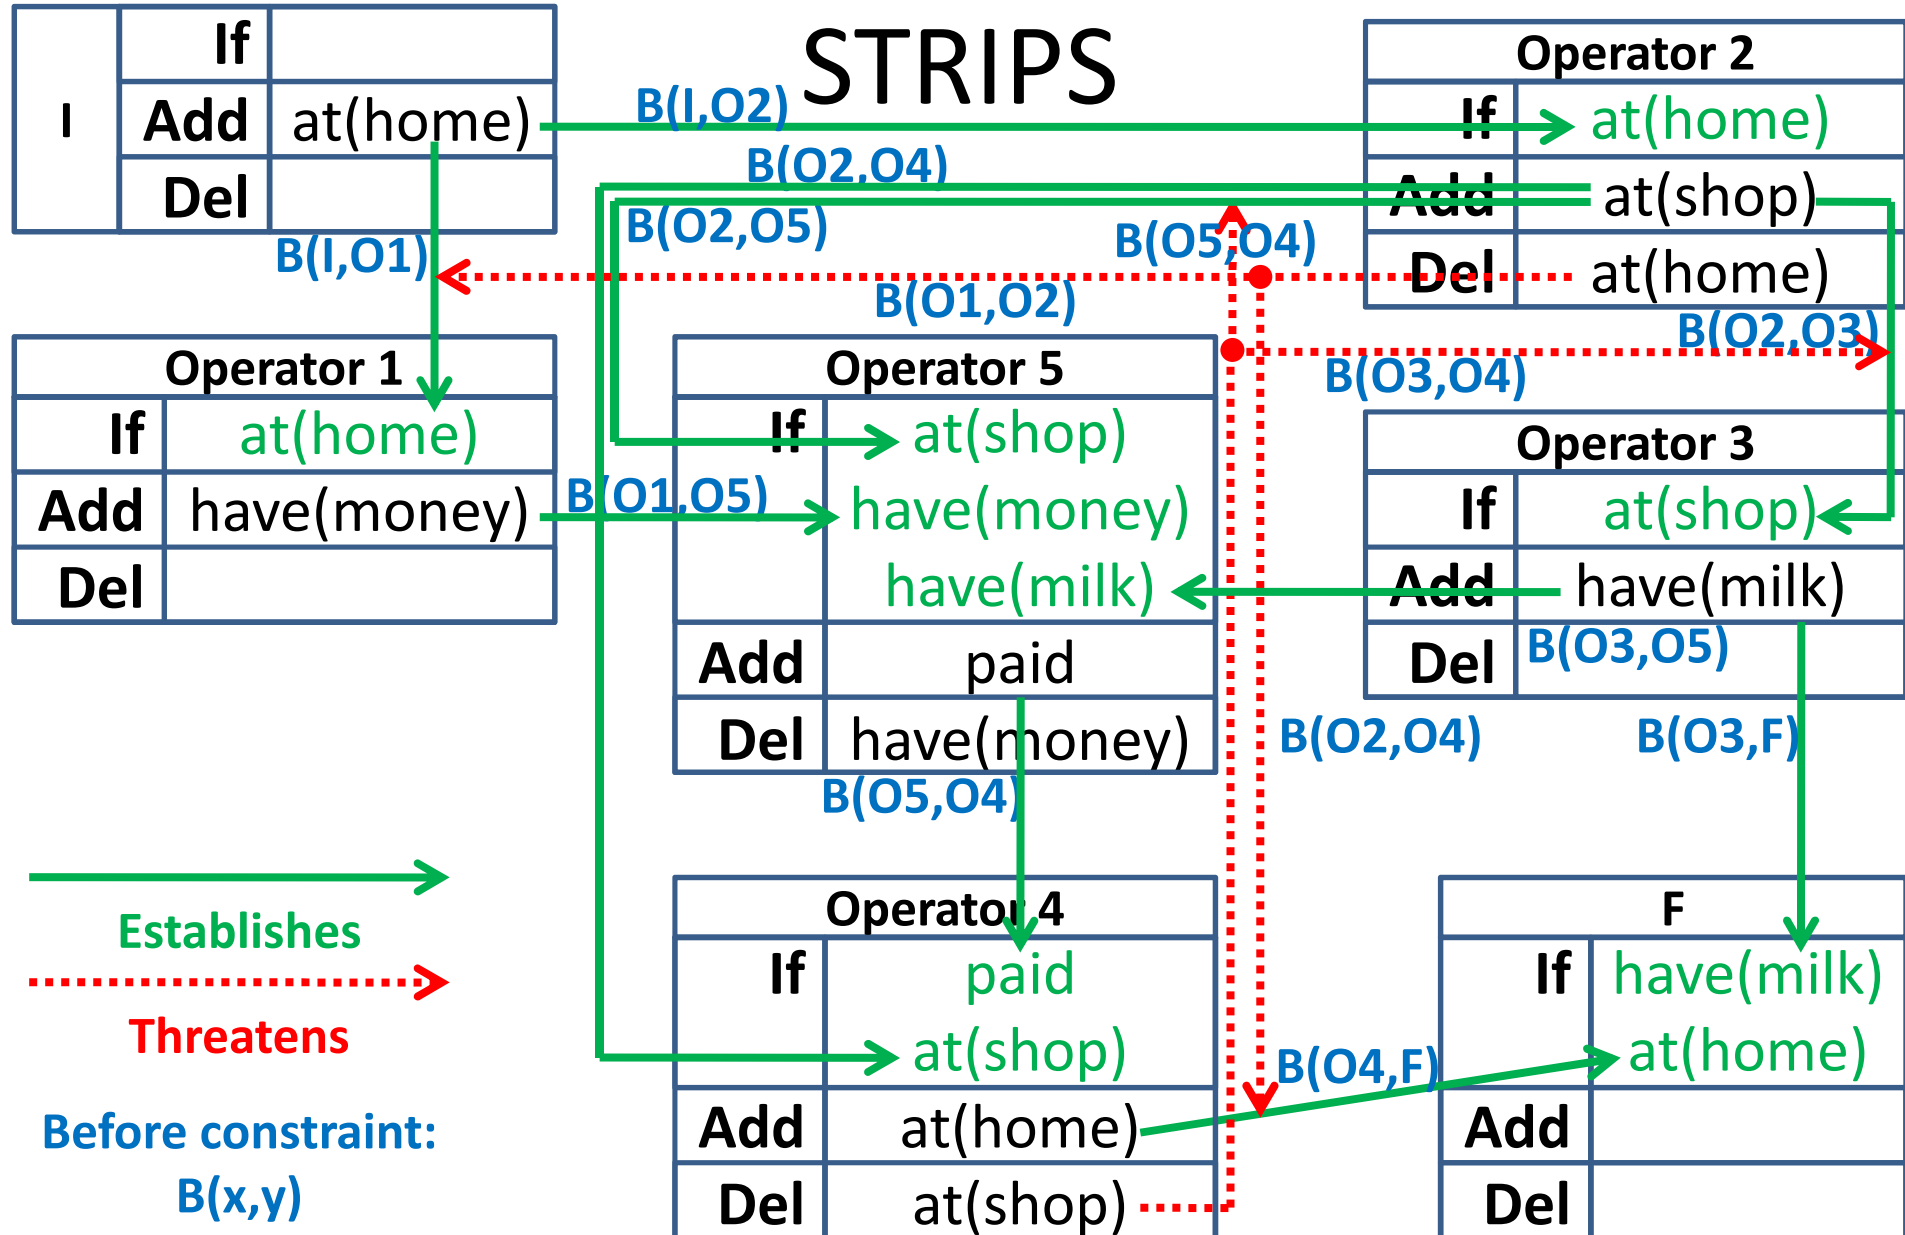 STRIPS
I
If
Add at(home)
Del
B(I,O2)
B(O2,O4)
B(O2,O5)
B(I,O1)
B(O5,O4)
B(O1,O2)
Operator 2
If at(home)
Add at(shop)
Del at(home)
B(O2,O3)
B(O3,O4)
Operator 1
If at(home)
Add have(money)
Del
B(O1,O5)
Operator 5
If at(shop)
have(money)
have(milk)
Add paid
Del have(money)
B(O5,O4)
Operator 3
If at(shop)
Add have(milk)
Del
B(O3,O5)
B(O2,O4)
B(O3,F)
Establishes
Threatens
Before constraint:
B(x,y)
Operator 4
If paid
at(shop)
Add at(home)
Del at(shop)
B(O4,F)
F
If have(milk)
at(home)
Add
Del